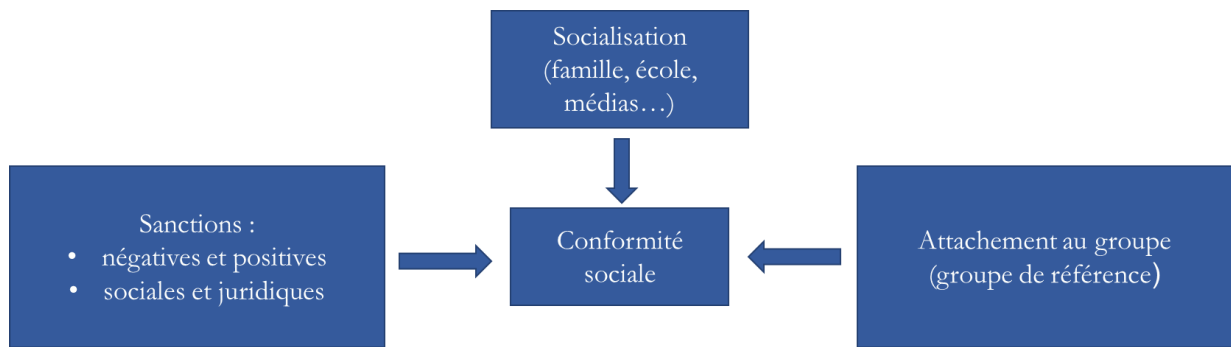 Socialisation
(famille, école,
médias…)
Sanctions :
• négatives et positives
• sociales et juridiques
Conformité
sociale
Attachement au groupe
(groupe de référence)